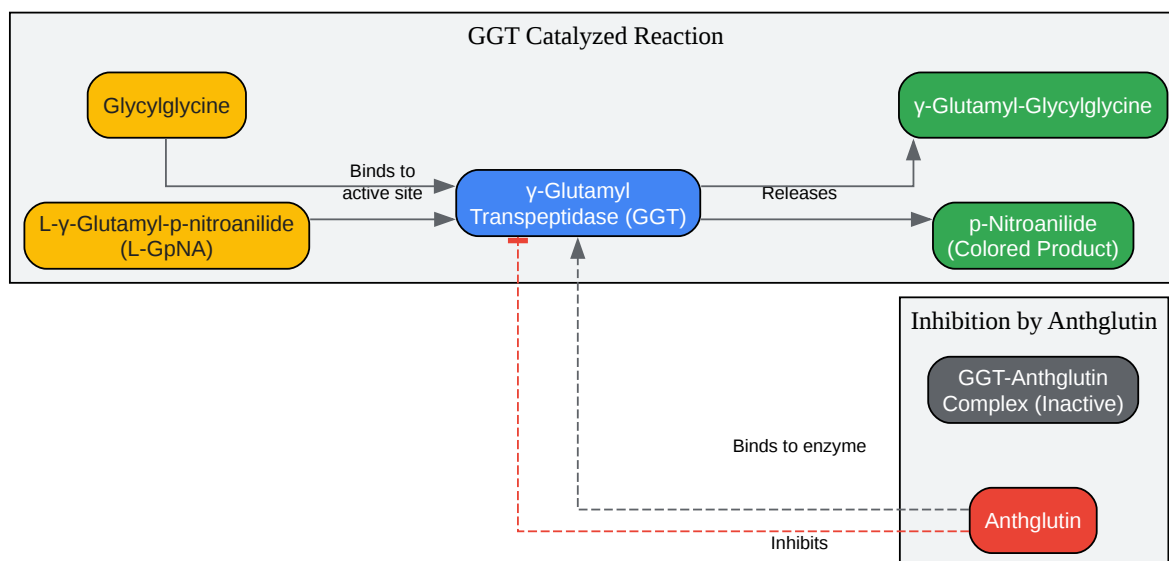 GGT Catalyzed Reaction
Glycylglycine
γ-Glutamyl-Glycylglycine
Binds to
active site
γ-Glutamyl
Transpeptidase (GGT)
Releases
L-γ-Glutamyl-p-nitroanilide
(L-GpNA)
p-Nitroanilide
(Colored Product)
Inhibition by Anthglutin
GGT-Anthglutin
Complex (Inactive)
Binds to enzyme
Anthglutin
Inhibits